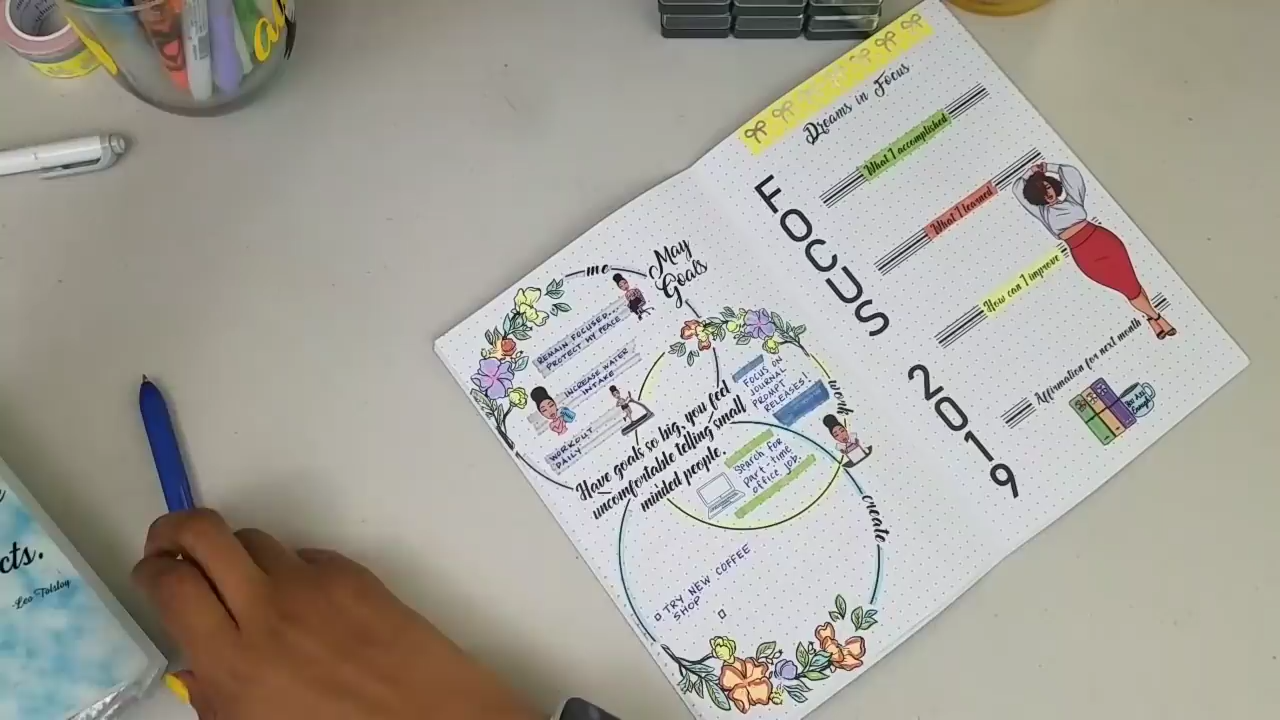 May
Goals
me
REMAIN FOCUSED...
PROTECT MY PEACE
INCREASE WATER
INTAKE
WORKOUT
DAILY
Have goals so big, you feel
uncomfortable telling small
minded people.
work
FOCUS ON
JOURNAL
PROMPT
RELEASES!
Search for
part-time
office job.
create
TRY NEW COFFEE
SHOP
FOCUS 2019
Dreams in Focus
What I accomplished
What I learned
How can I improve
Affirmation for next month
cts.
-Leo Tolstoy